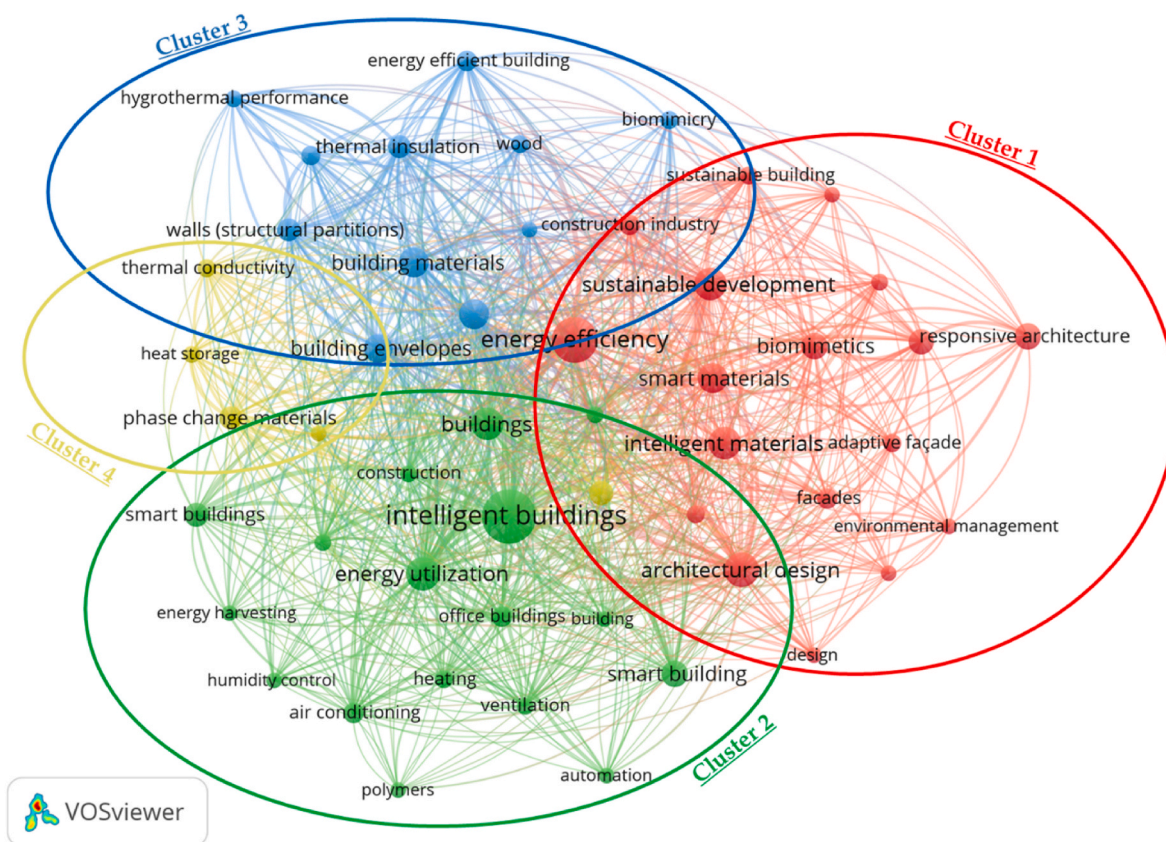 Cluster 3
energy efficient building
hygrothermal performance
biomimicry
Cluster 1
thermal insulation
wood
sustainable building
walls (structural partitions)
construction industry
thermal conductivity
building materials
sustainable development
energy efficiency
responsive architecture
heat storage
building envelopes
biomimetics
smart materials
phase change materials
buildings
intelligent materials
adaptive façade
Cluster 4
construction
smart buildings
intelligent buildings
facades
environmental management
energy utilization
architectural design
energy harvesting
office buildings
building
design
humidity control
heating
smart building
air conditioning
ventilation
Cluster 2
polymers
automation
VOSviewer